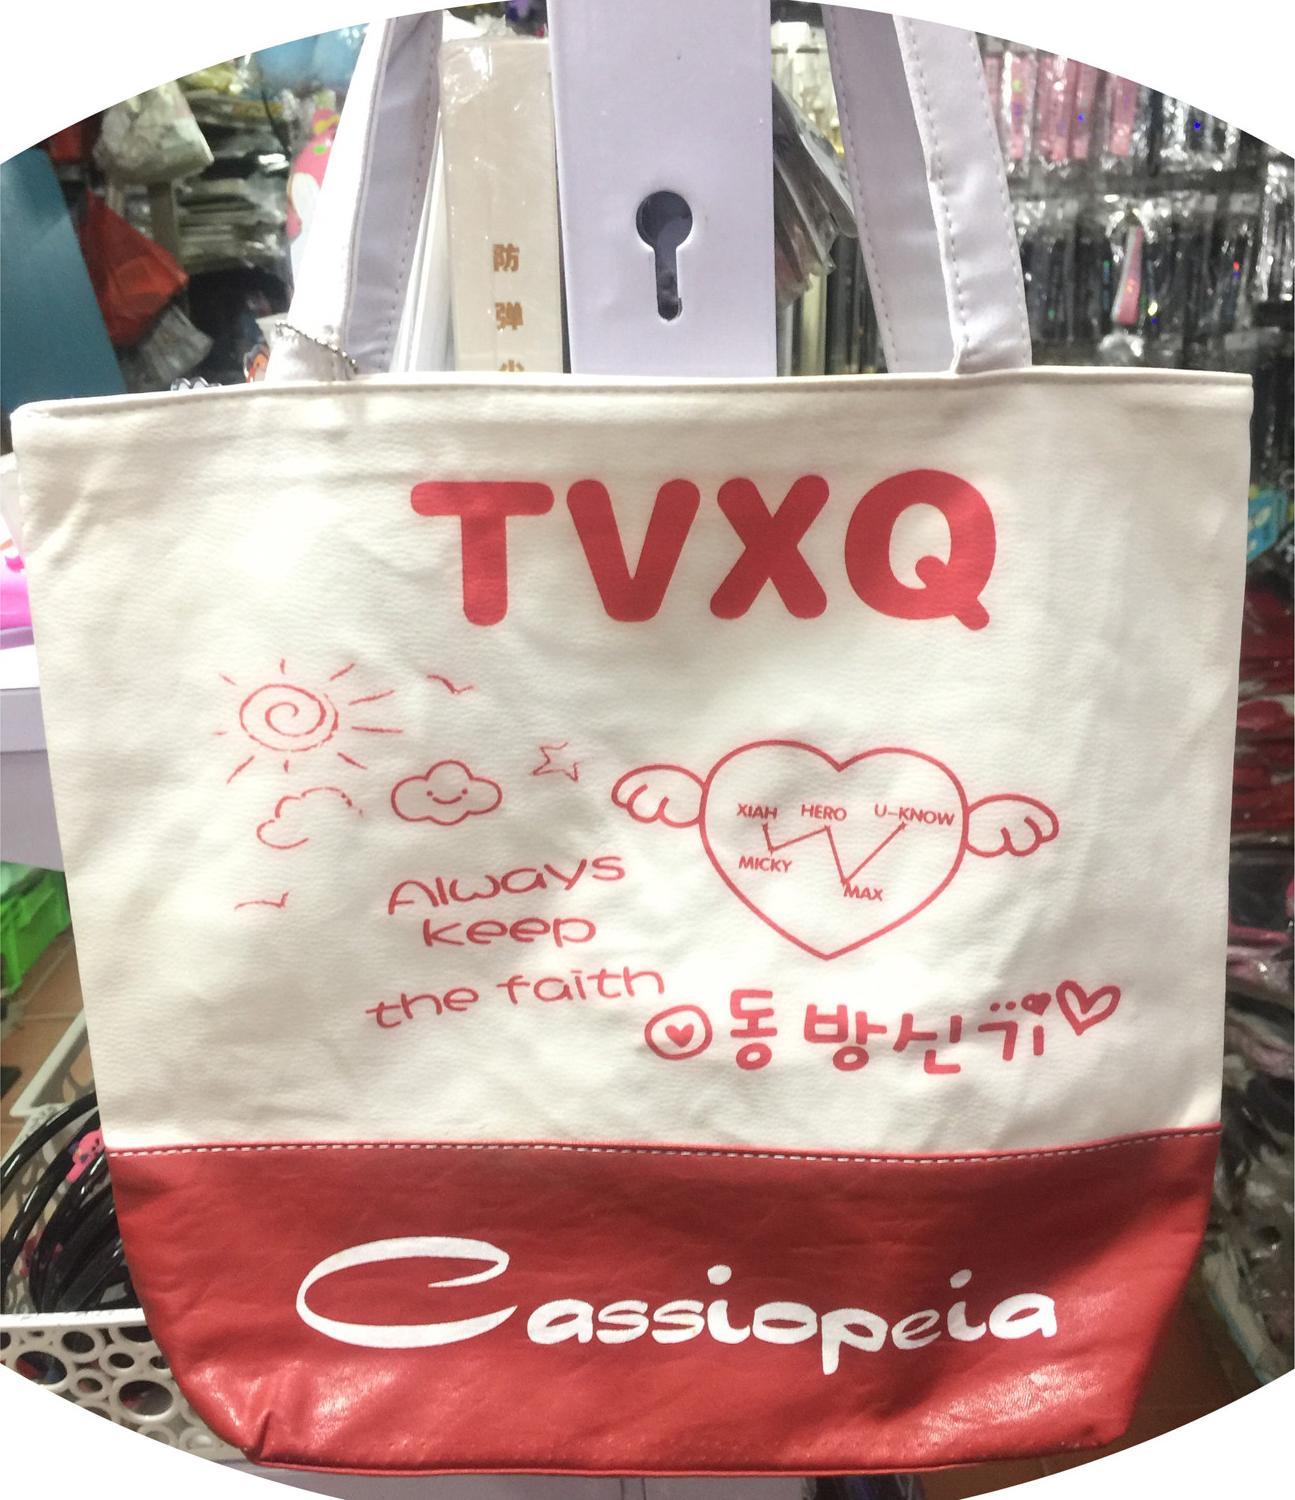 防
弹
TVXQ
XIAH HERO U-KNOW
MICKY
MAX
Always
keep
the faith
동방신기
Cassiopeia